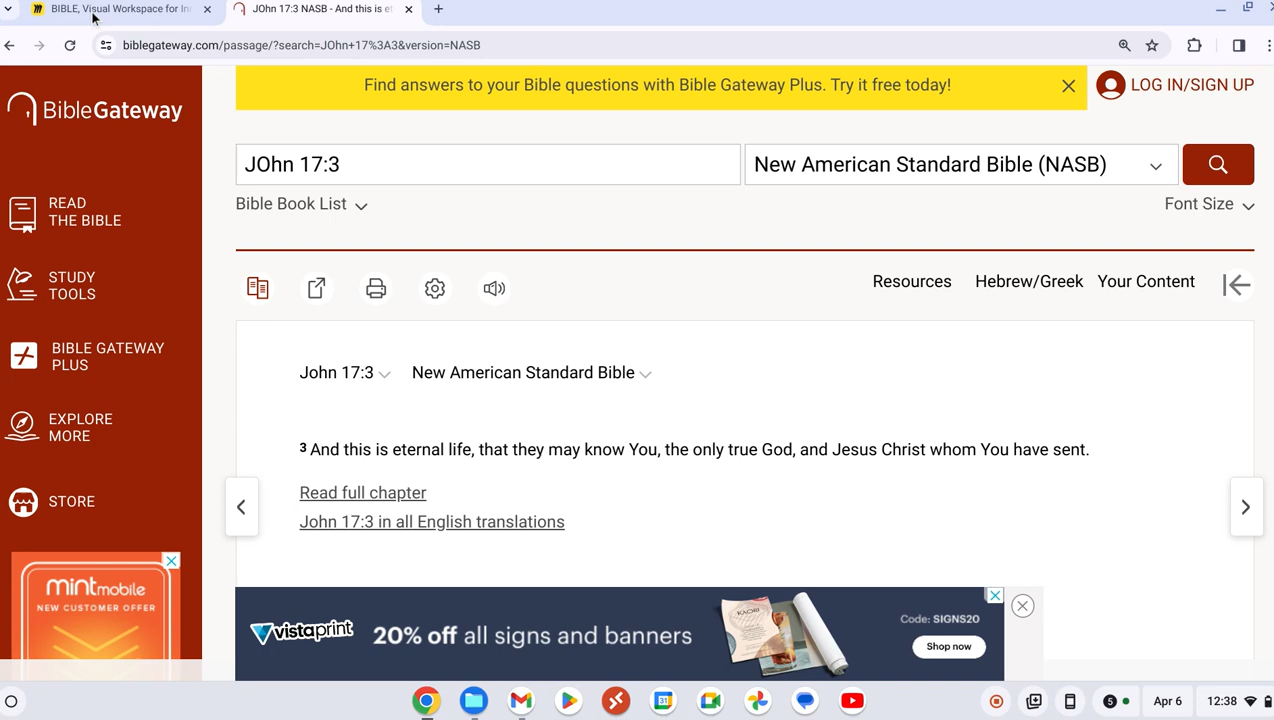 BIBLE, Visual Workspace for In
JOhn 17:3 NASB - And this is et
biblegateway.com/passage/?search=JOhn+17%3A3&version=NASB
Find answers to your Bible questions with Bible Gateway Plus. Try it free today!
LOG IN/SIGN UP
BibleGateway
JOhn 17:3
New American Standard Bible (NASB)
Bible Book List
Font Size
READ
THE BIBLE
STUDY
TOOLS
BIBLE GATEWAY
PLUS
EXPLORE
MORE
STORE
Resources
Hebrew/Greek
Your Content
John 17:3
New American Standard Bible
3 And this is eternal life, that they may know You, the only true God, and Jesus Christ whom You have sent.
Read full chapter
John 17:3 in all English translations
mint mobile
NEW CUSTOMER OFFER
vistaprint
20% off all signs and banners
KAORI
Code: SIGNS20
Shop now
31
5
Apr 6
12:38